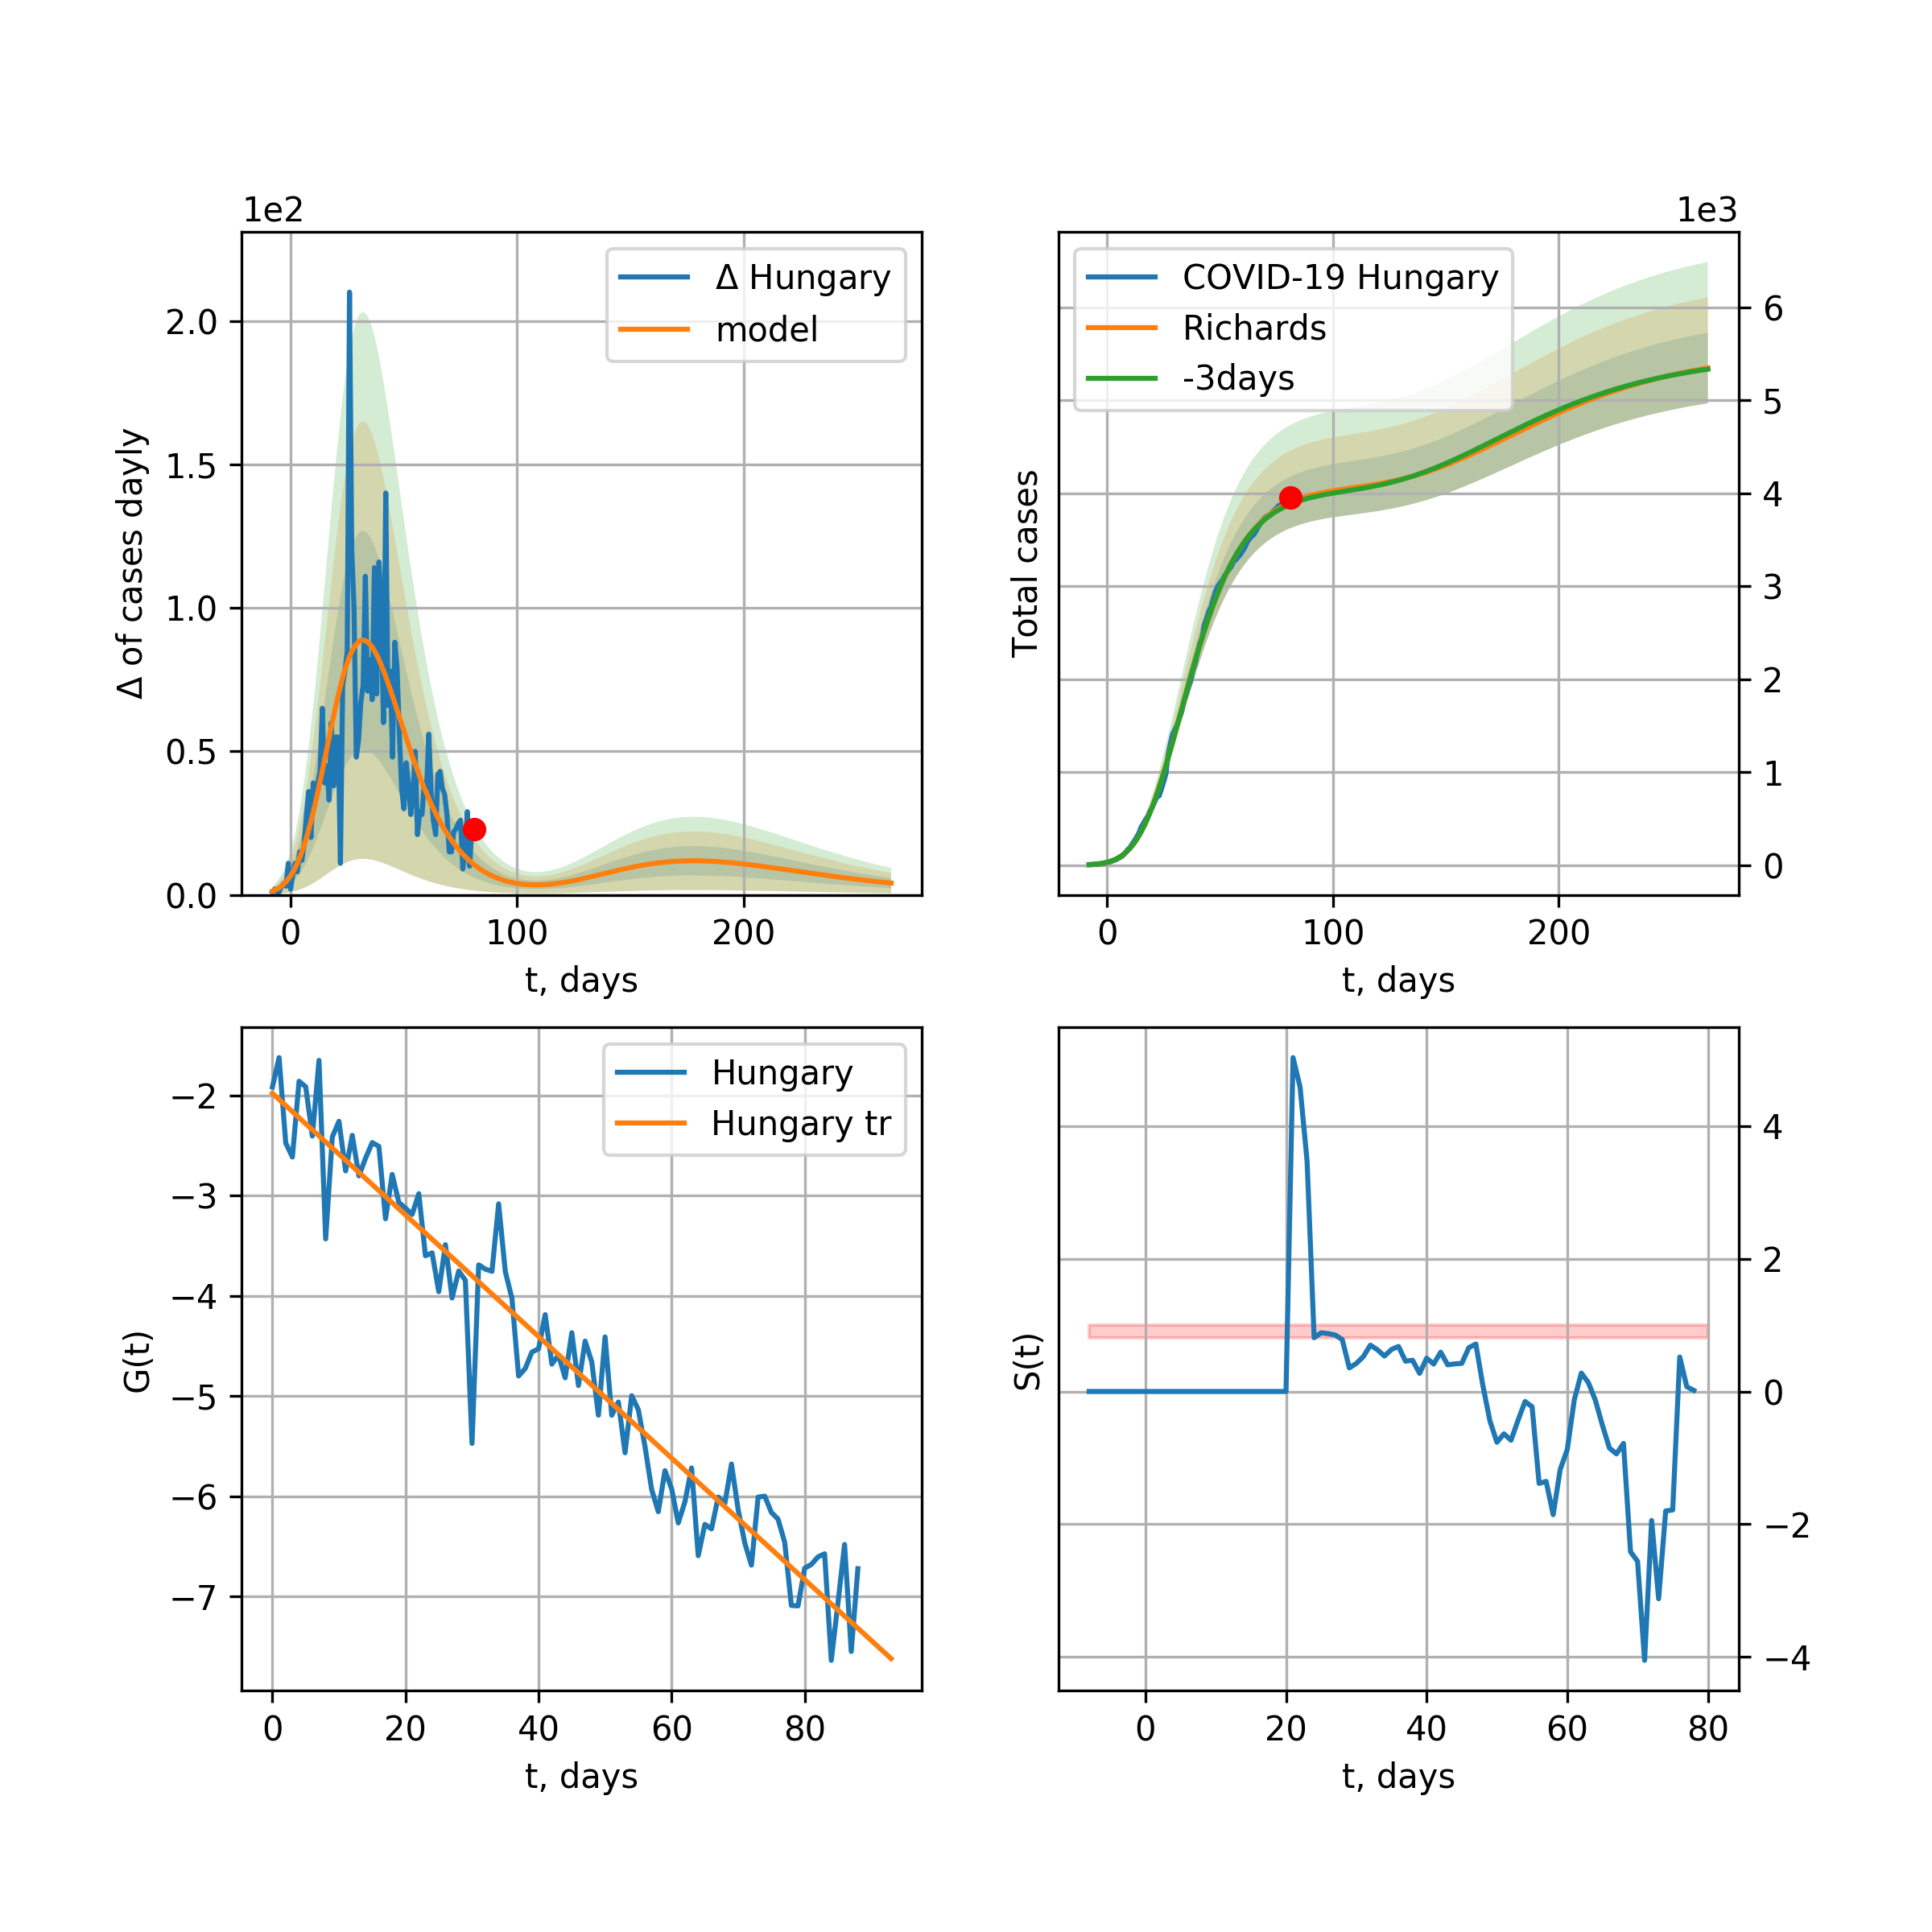 1e2
Δ Hungary
model
2.0
1.5
1.0
0.5
0.0
Δ of cases dayly
0 100 200
t, days
1e3
COVID-19 Hungary
Richards
-3days
6
5
4
3
2
1
0
Total cases
0 100 200
t, days
Hungary
Hungary tr
−2
−3
−4
−5
−6
−7
G(t)
0 20 40 60 80
t, days
4
2
0
−2
−4
S(t)
0 20 40 60 80
t, days